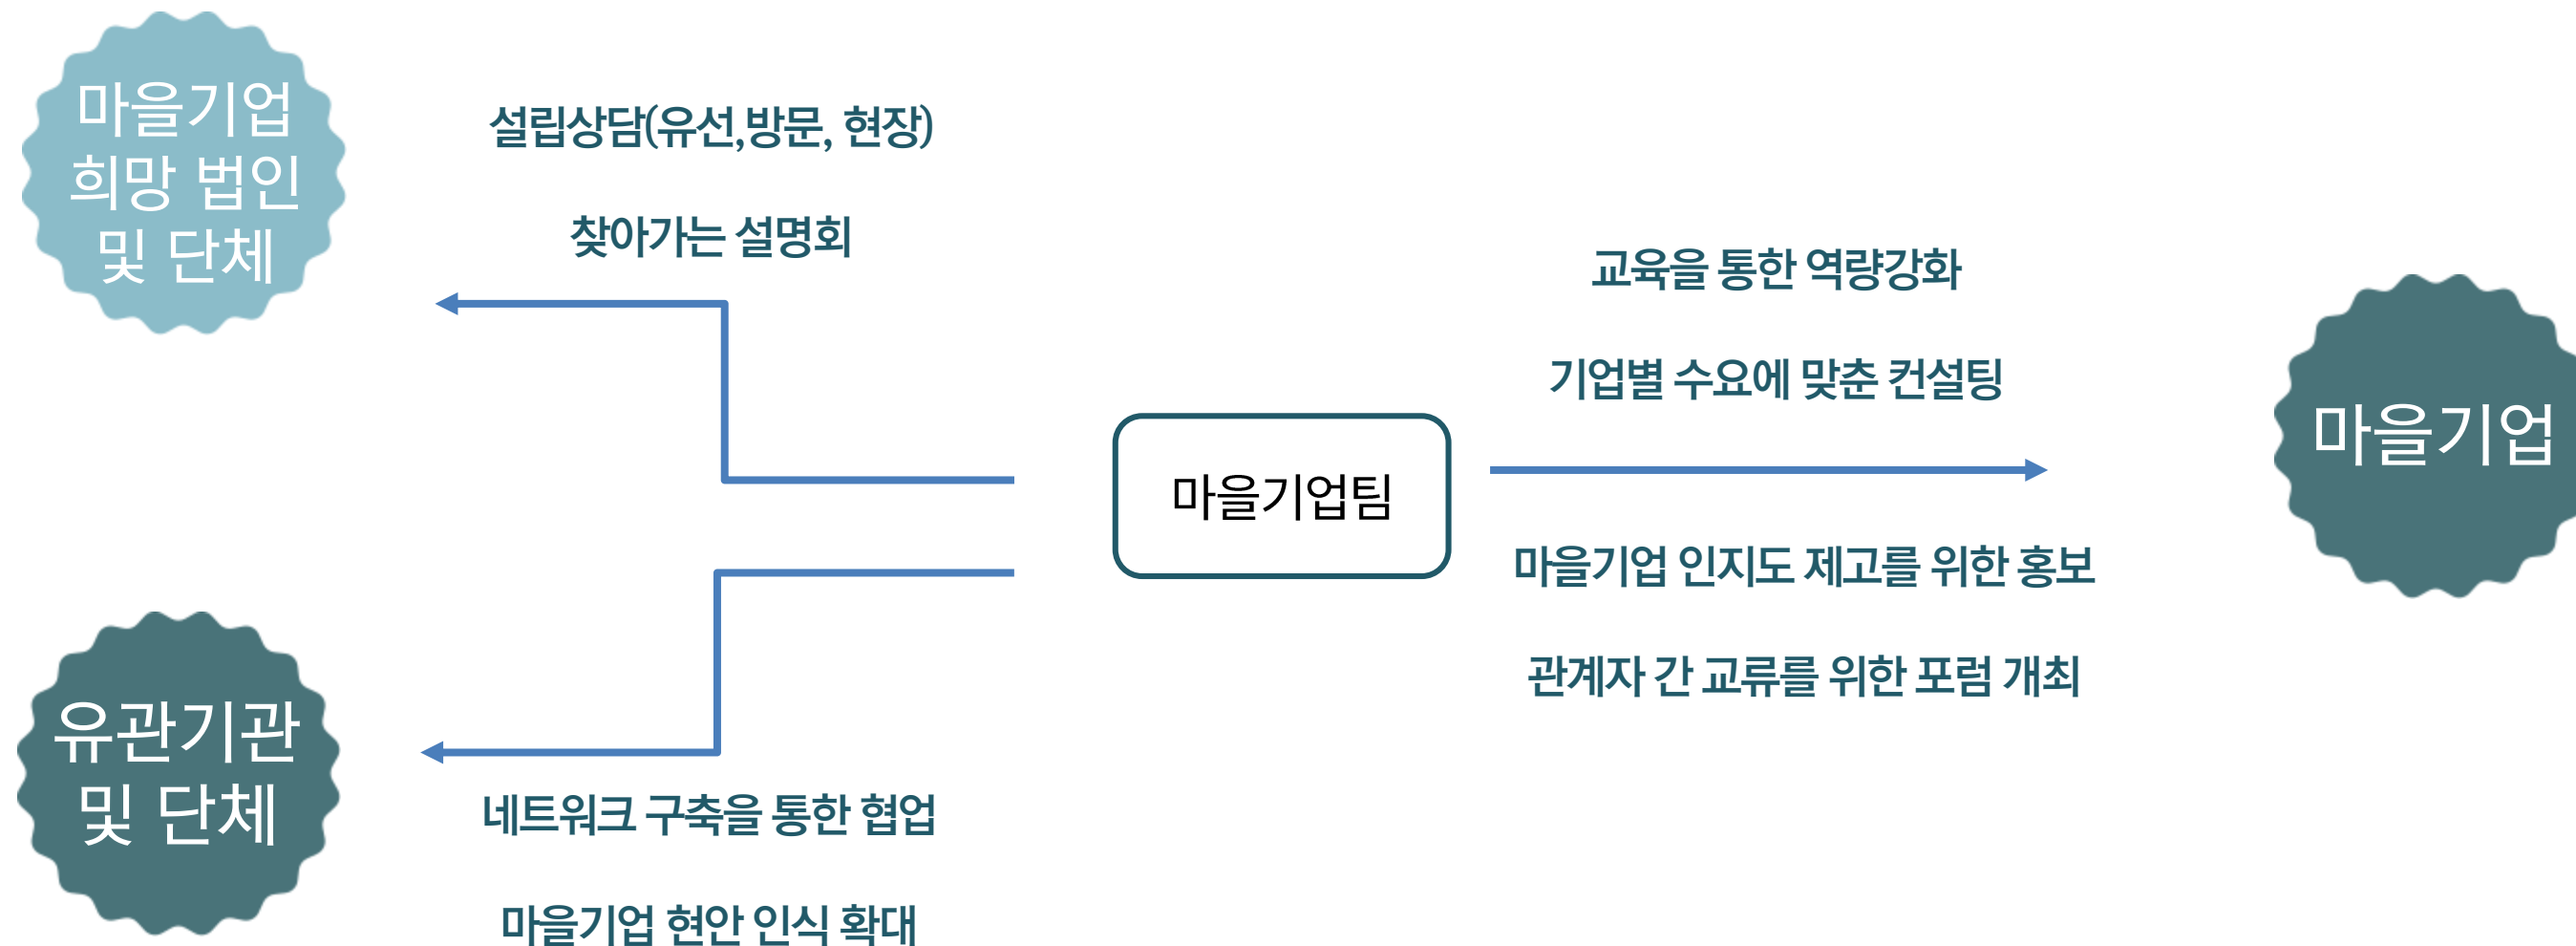 마을기업
희망 법인
및 단체
설립상담(유선,방문, 현장)
찾아가는 설명회
유관기관
및 단체
네트워크 구축을 통한 협업
마을기업 현안 인식 확대
마을기업팀
교육을 통한 역량강화
기업별 수요에 맞춘 컨설팅
마을기업 인지도 제고를 위한 홍보
관계자 간 교류를 위한 포럼 개최
마을기업